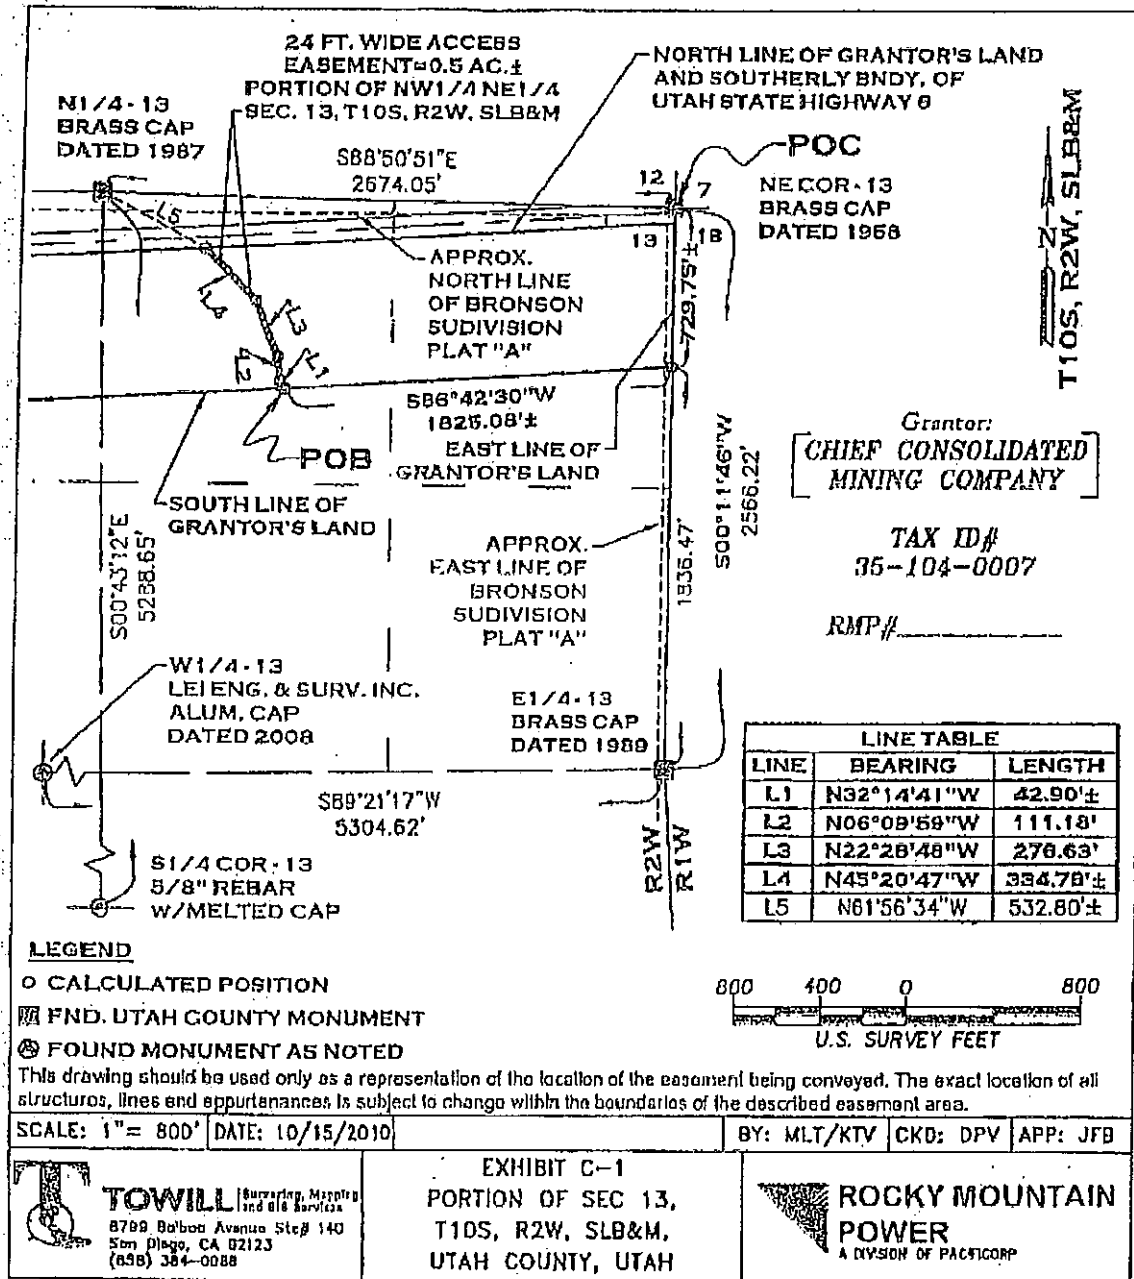 24 FT. WIDE ACCESS
EASEMENT=0.5 AC.±
PORTION OF NW1/4 NE1/4
SEC. 13, T10S, R2W, SLB&M
NORTH LINE OF GRANTOR'S LAND
AND SOUTHERLY BNDY. OF
UTAH STATE HIGHWAY 6
N1/4-13
BRASS CAP
DATED 1987
S88°50'51"E
2674.05'
POC
12
7
13
18
NE COR-13
BRASS CAP
DATED 1968
N
T10S, R2W, SLB&M
L5
L4
L3
L2
L1
APPROX.
NORTH LINE
OF BRONSON
SUDIVISION
PLAT "A"
729.75'±
S86°42'30"W
1825.08'±
POB
EAST LINE OF
GRANTOR'S LAND
SOUTH LINE OF
GRANTOR'S LAND
S00°43'12"E
5288.65'
S00°11'46"W
2566.22'
1836.47'
Grantor:
CHIEF CONSOLIDATED
MINING COMPANY
TAX ID#
35-104-0007
RMP#
APPROX.
EAST LINE OF
BRONSON
SUDIVISION
PLAT "A"
W1/4-13
LEI ENG. & SURV. INC.
ALUM. CAP
DATED 2008
E1/4-13
BRASS CAP
DATED 1989
S89°21'17"W
5304.62'
S1/4 COR-13
5/8" REBAR
W/MELTED CAP
R2W
R1W
LINE TABLE
LINE BEARING LENGTH
L1 N32°14'41"W 42.90'±
L2 N06°09'59"W 111.18'
L3 N22°28'48"W 276.63'
L4 N45°20'47"W 334.78'±
L5 N61°56'34"W 532.80'±
LEGEND
CALCULATED POSITION
FND. UTAH COUNTY MONUMENT
FOUND MONUMENT AS NOTED
800 400 0 800
U.S. SURVEY FEET
This drawing should be used only as a representation of the location of the easement being conveyed. The exact location of all
structures, lines and appurtenances is subject to change within the boundaries of the described easement area.
SCALE: 1"= 800' DATE: 10/15/2010 BY: MLT/KTV CKD: DPV APP: JFB
TOWILL Surveying, Mapping
and GIS Services
8799 Balboa Avenue Ste# 140
San Diego, CA 92123
(858) 384-0088
EXHIBIT C-1
PORTION OF SEC 13,
T10S, R2W, SLB&M,
UTAH COUNTY, UTAH
ROCKY MOUNTAIN
POWER
A DIVISION OF PACIFICORP